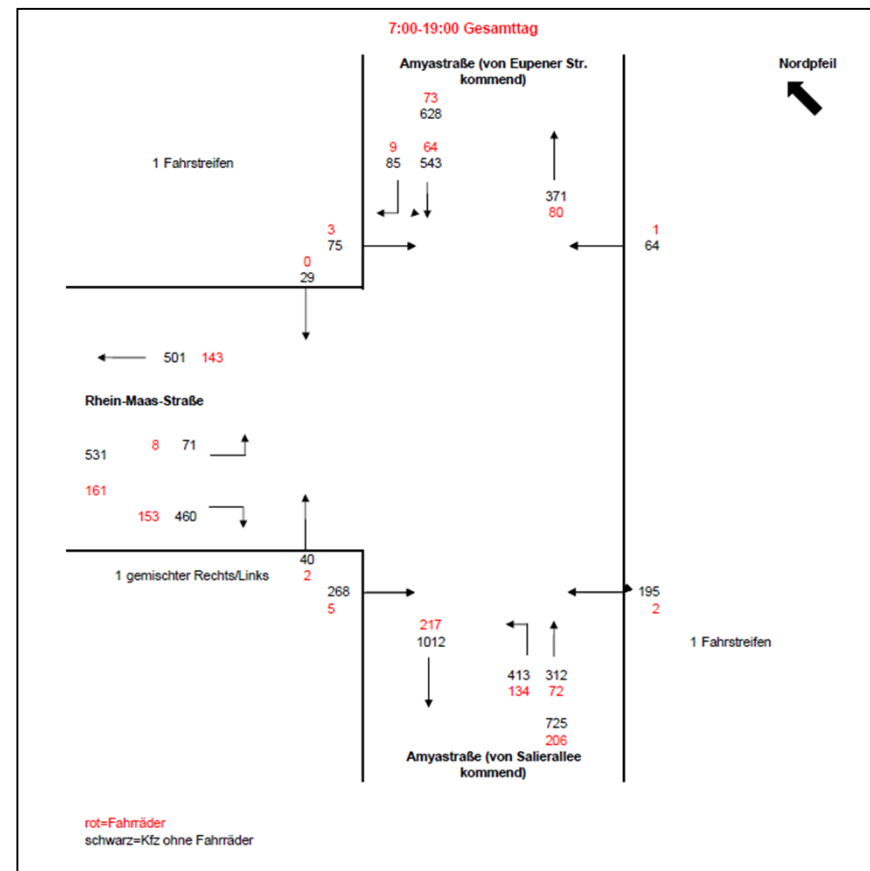 7:00-19:00 Gesamttag
Amyastraße (von Eupener Str.
kommend)
Nordpfeil
73
628
9 64
1 Fahrstreifen
85 543
371
80
3
75
1
64
0
29
501 143
Rhein-Maas-Straße
8 71
531
161
153 460
40
1 gemischter Rechts/Links
2
268
5
195
2
217
1012
1 Fahrstreifen
413 312
134 72
725
206
Amyastraße (von Salierallee
kommend)
rot=Fahrräder
schwarz=Kfz ohne Fahrräder